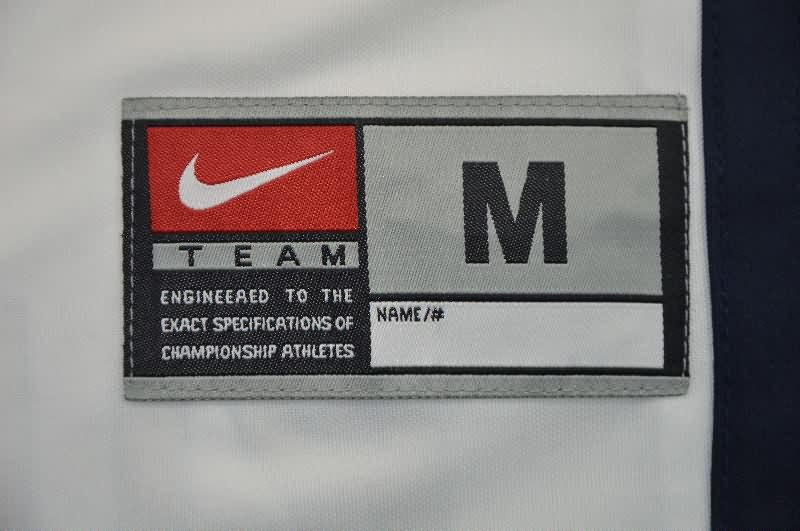 TEAM
M
ENGINEEAED TO THE
EXACT SPECIFICATIONS OF
CHAMPIONSHIP ATHLETES
NAME/#